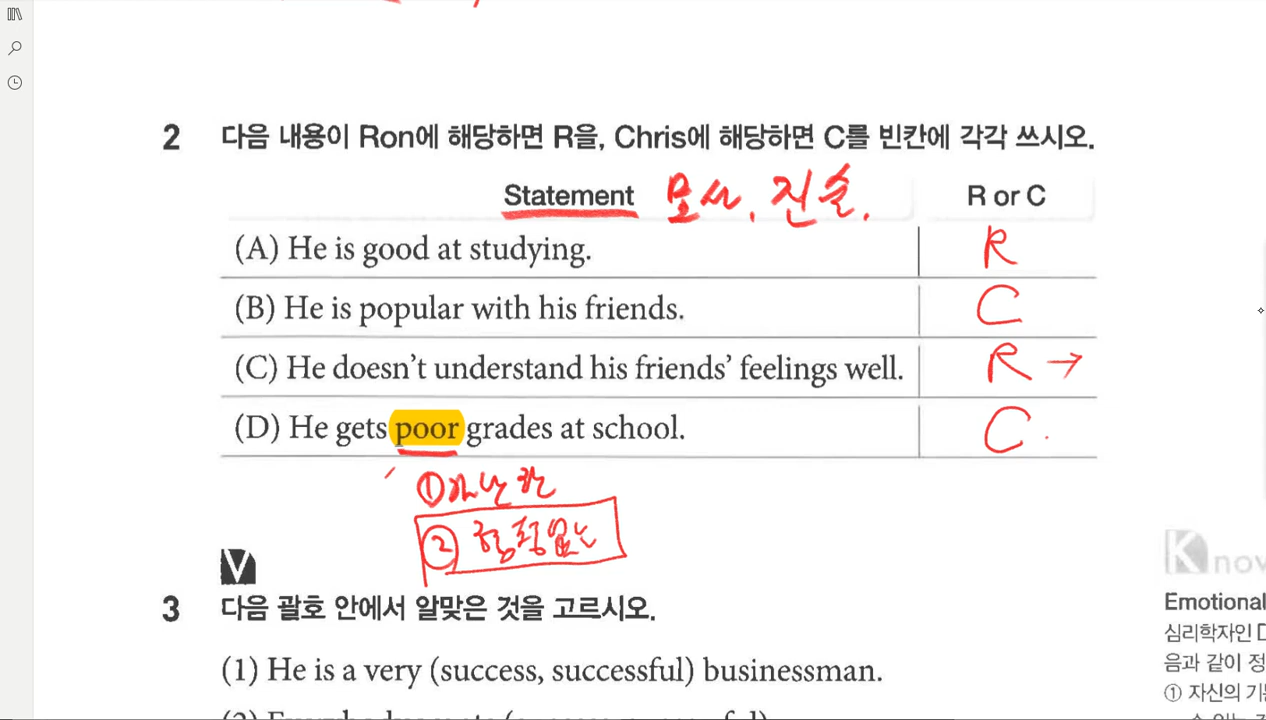 2 다음 내용이 Ron에 해당하면 R을, Chris에 해당하면 C를 빈칸에 각각 쓰시오.
Statement 묘사, 진술. R or C
(A) He is good at studying. R
(B) He is popular with his friends. C
(C) He doesn’t understand his friends’ feelings well. R →
(D) He gets poor grades at school. C.
① 가난한
② 형편없는
V
3 다음 괄호 안에서 알맞은 것을 고르시오.
(1) He is a very (success, successful) businessman.
Know
Emotional
심리학자인 D
음과 같이 정
① 자신의 기분